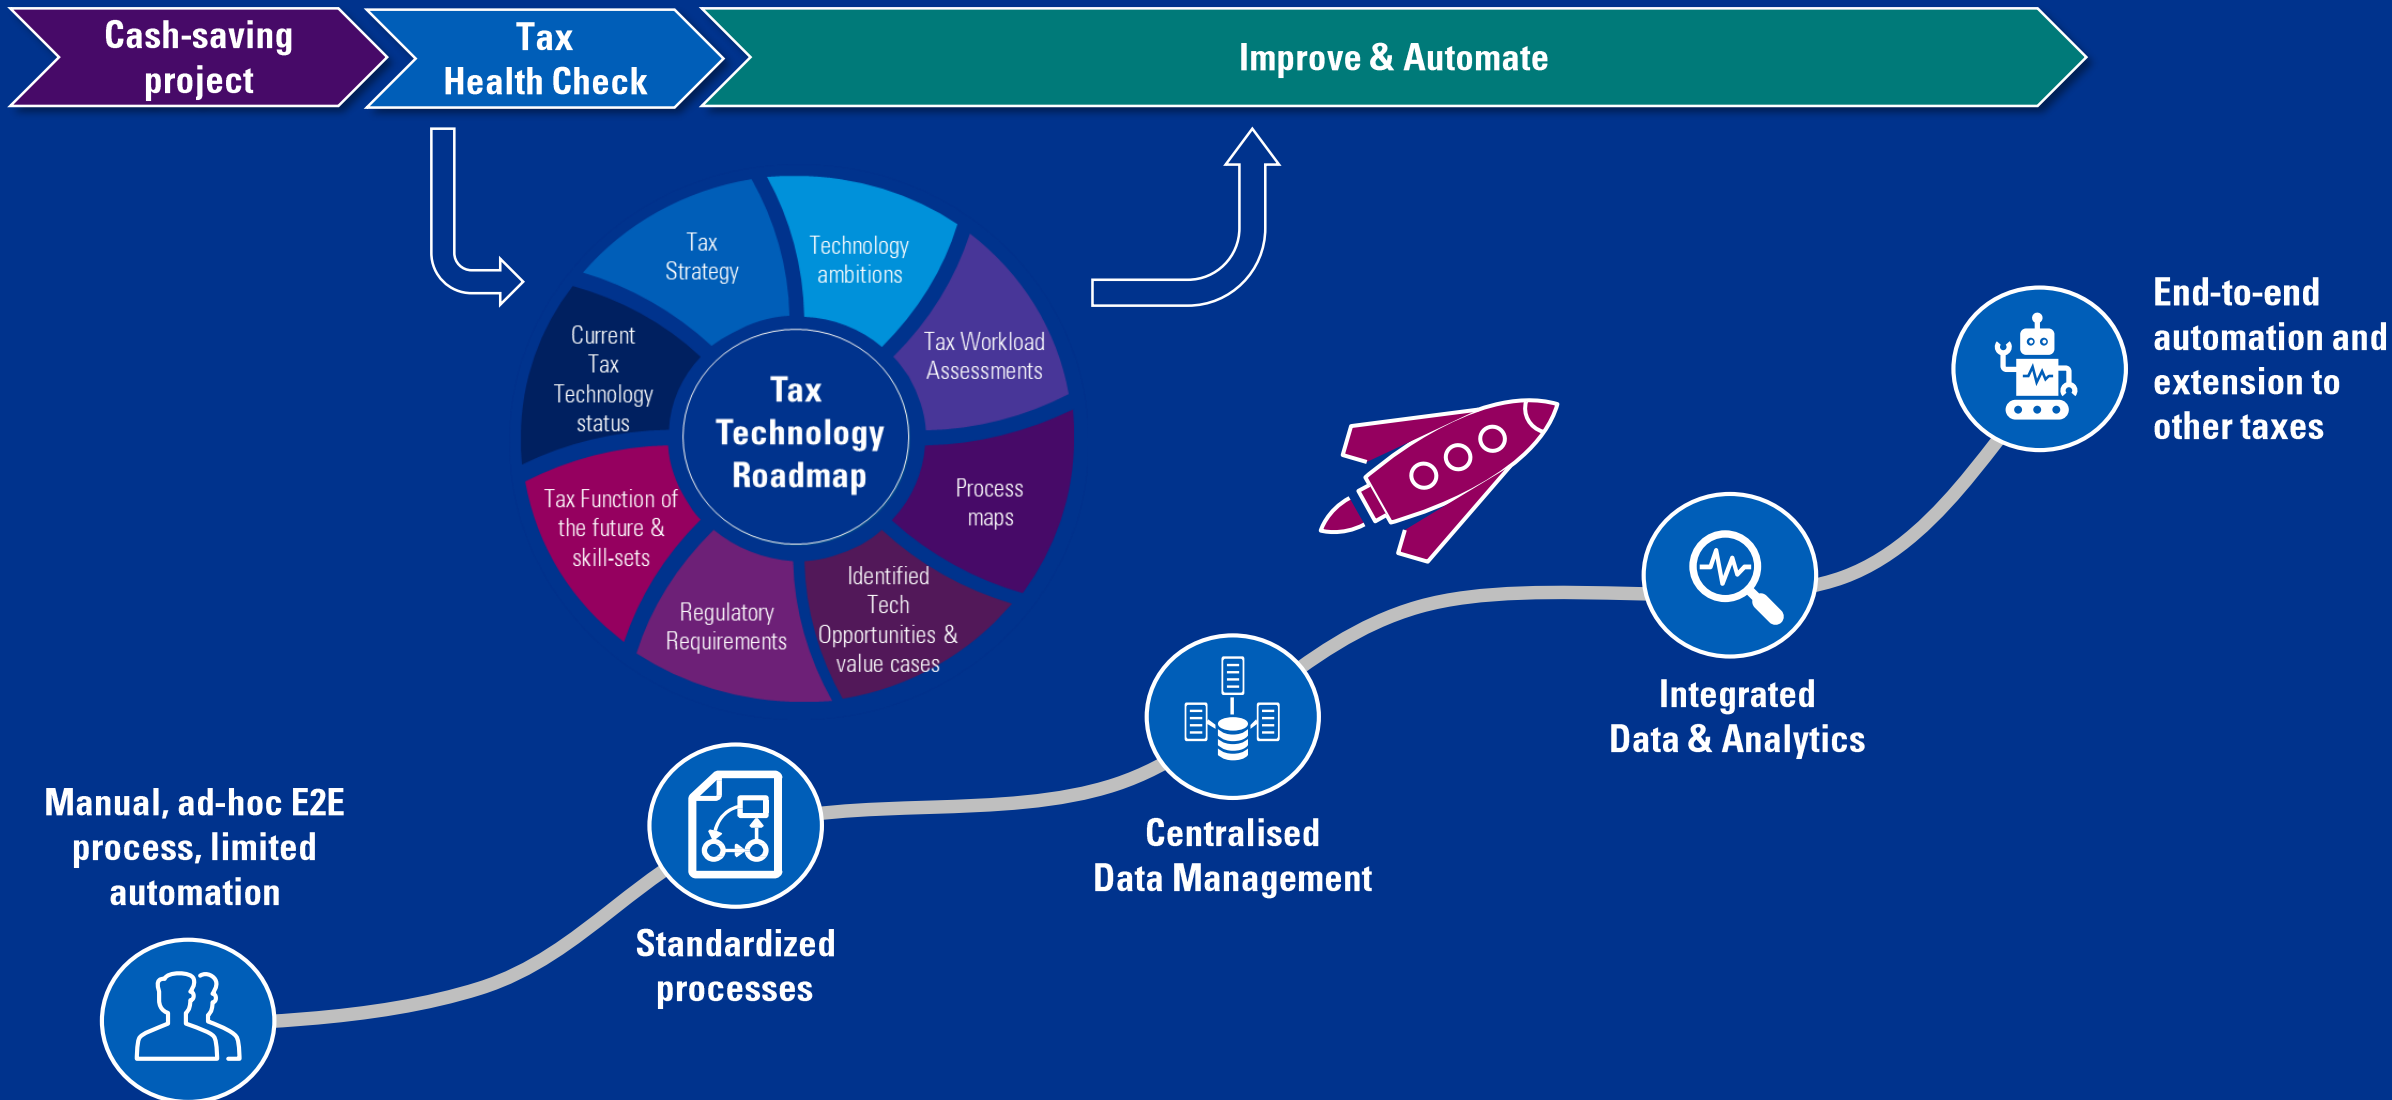 Cash-saving
project
Tax
Health Check
Improve & Automate
Tax
Strategy
Technology
ambitions
Tax Workload
Assessments
Process
maps
Identified
Tech
Opportunities &
value cases
Regulatory
Requirements
Tax Function of
the future &
skill-sets
Current
Tax
Technology
status
Tax
Technology
Roadmap
Manual, ad-hoc E2E
process, limited
automation
Standardized
processes
Centralised
Data Management
Integrated
Data & Analytics
End-to-end
automation and
extension to
other taxes